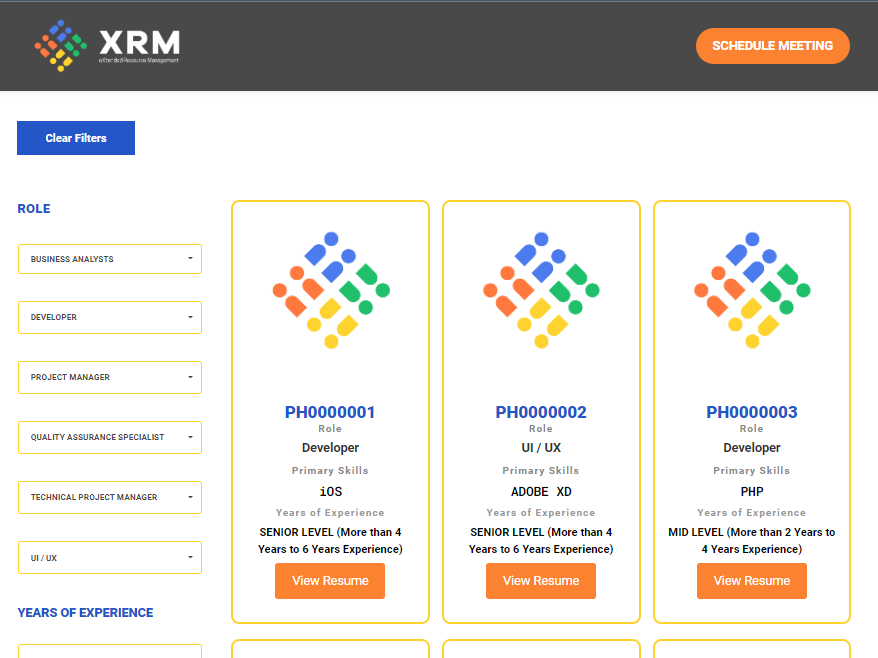 XRM
eXtended Resource Management
SCHEDULE MEETING
Clear Filters
ROLE
BUSINESS ANALYSTS
DEVELOPER
PROJECT MANAGER
QUALITY ASSURANCE SPECIALIST
TECHNICAL PROJECT MANAGER
UI / UX
YEARS OF EXPERIENCE
PH0000001
Role
Developer
Primary Skills
iOS
Years of Experience
SENIOR LEVEL (More than 4
Years to 6 Years Experience)
View Resume
PH0000002
Role
UI / UX
Primary Skills
ADOBE XD
Years of Experience
SENIOR LEVEL (More than 4
Years to 6 Years Experience)
View Resume
PH0000003
Role
Developer
Primary Skills
PHP
Years of Experience
MID LEVEL (More than 2 Years to
4 Years Experience)
View Resume